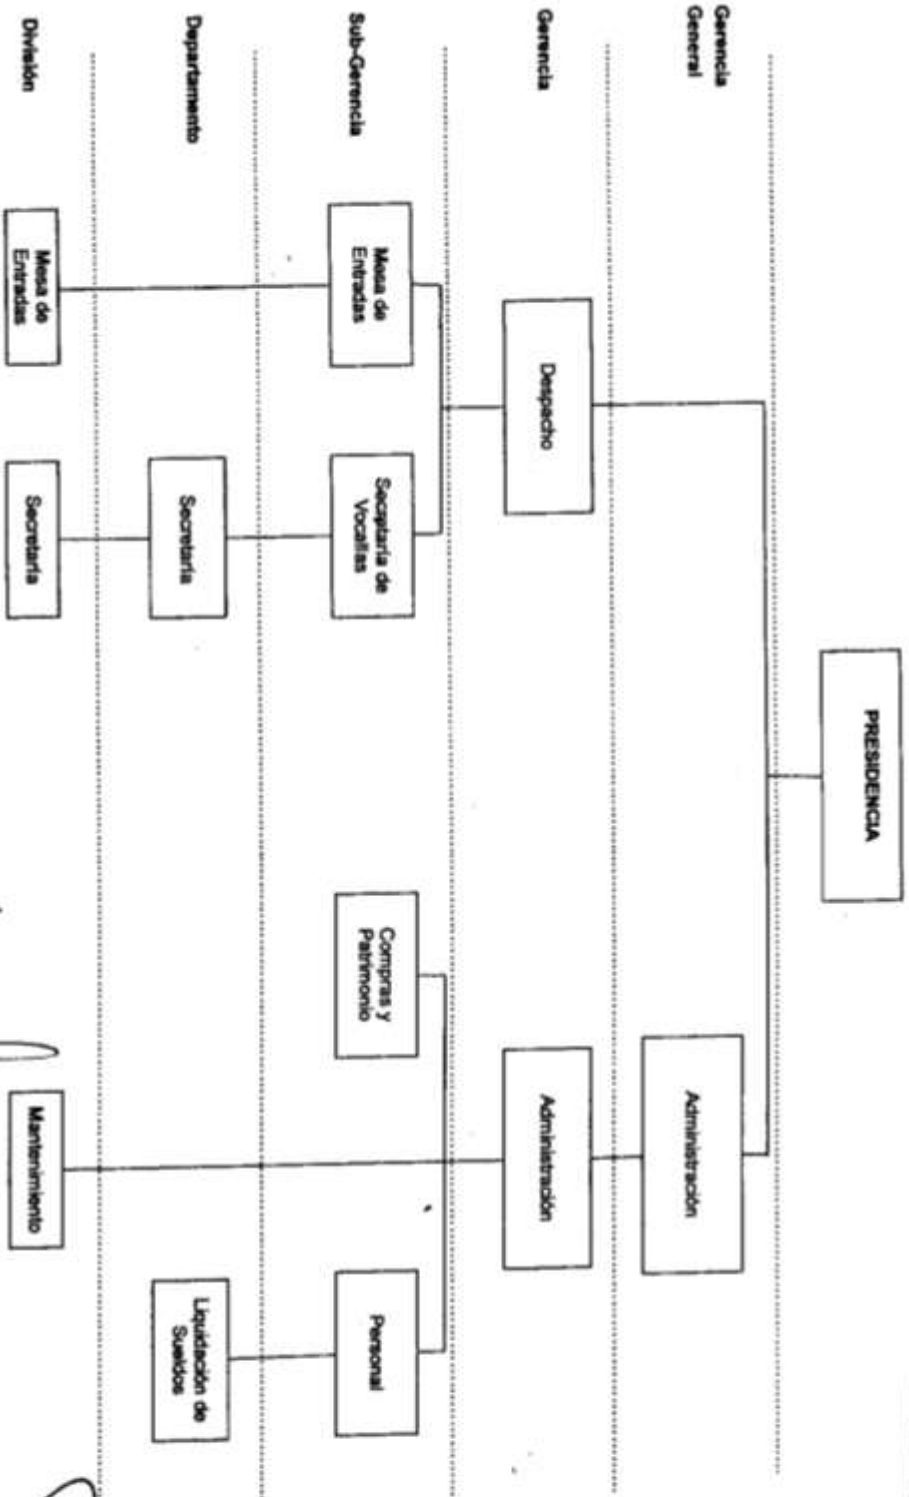 PRESIDENCIA
Gerencia
General
Administración
Gerencia
Despacho
Administración
Sub-Gerencia
Mesa de
Entradas
Secretaría de
Vocalías
Compras y
Patrimonio
Personal
Departamento
Secretaría
Liquidación de
Sueldos
División
Mesa de
Entradas
Secretaría
Mantenimiento